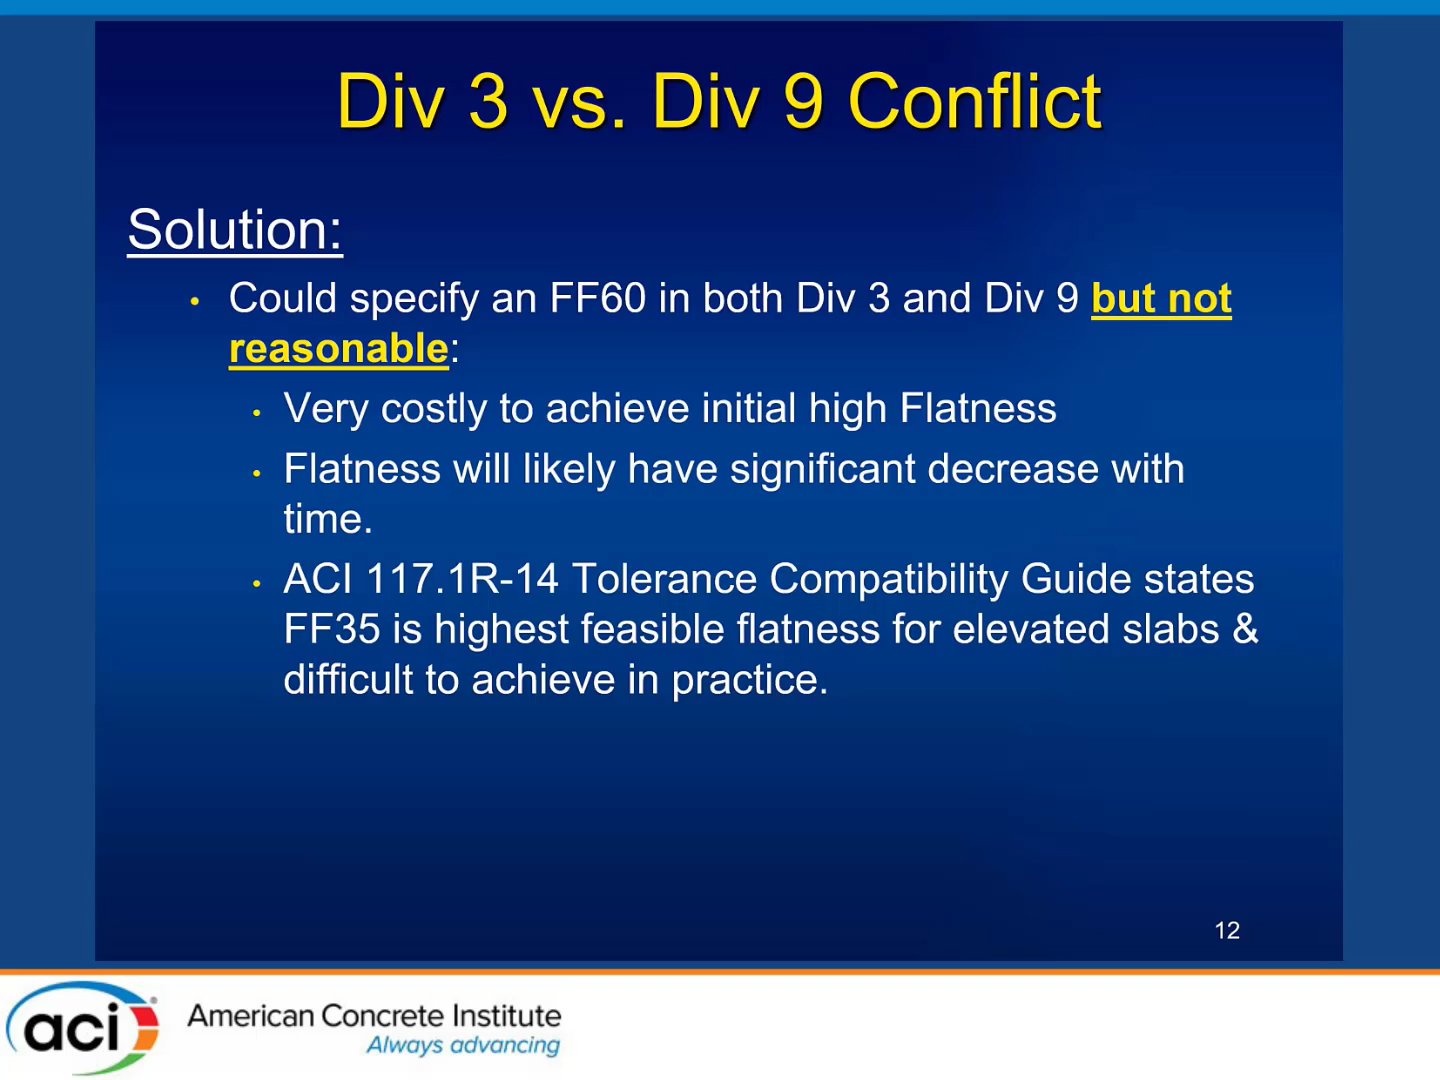 Div 3 vs. Div 9 Conflict
Solution:
• Could specify an FF60 in both Div 3 and Div 9 but not
reasonable:
• Very costly to achieve initial high Flatness
• Flatness will likely have significant decrease with
time.
• ACI 117.1R-14 Tolerance Compatibility Guide states
FF35 is highest feasible flatness for elevated slabs &
difficult to achieve in practice.
12
aci®
American Concrete Institute
Always advancing